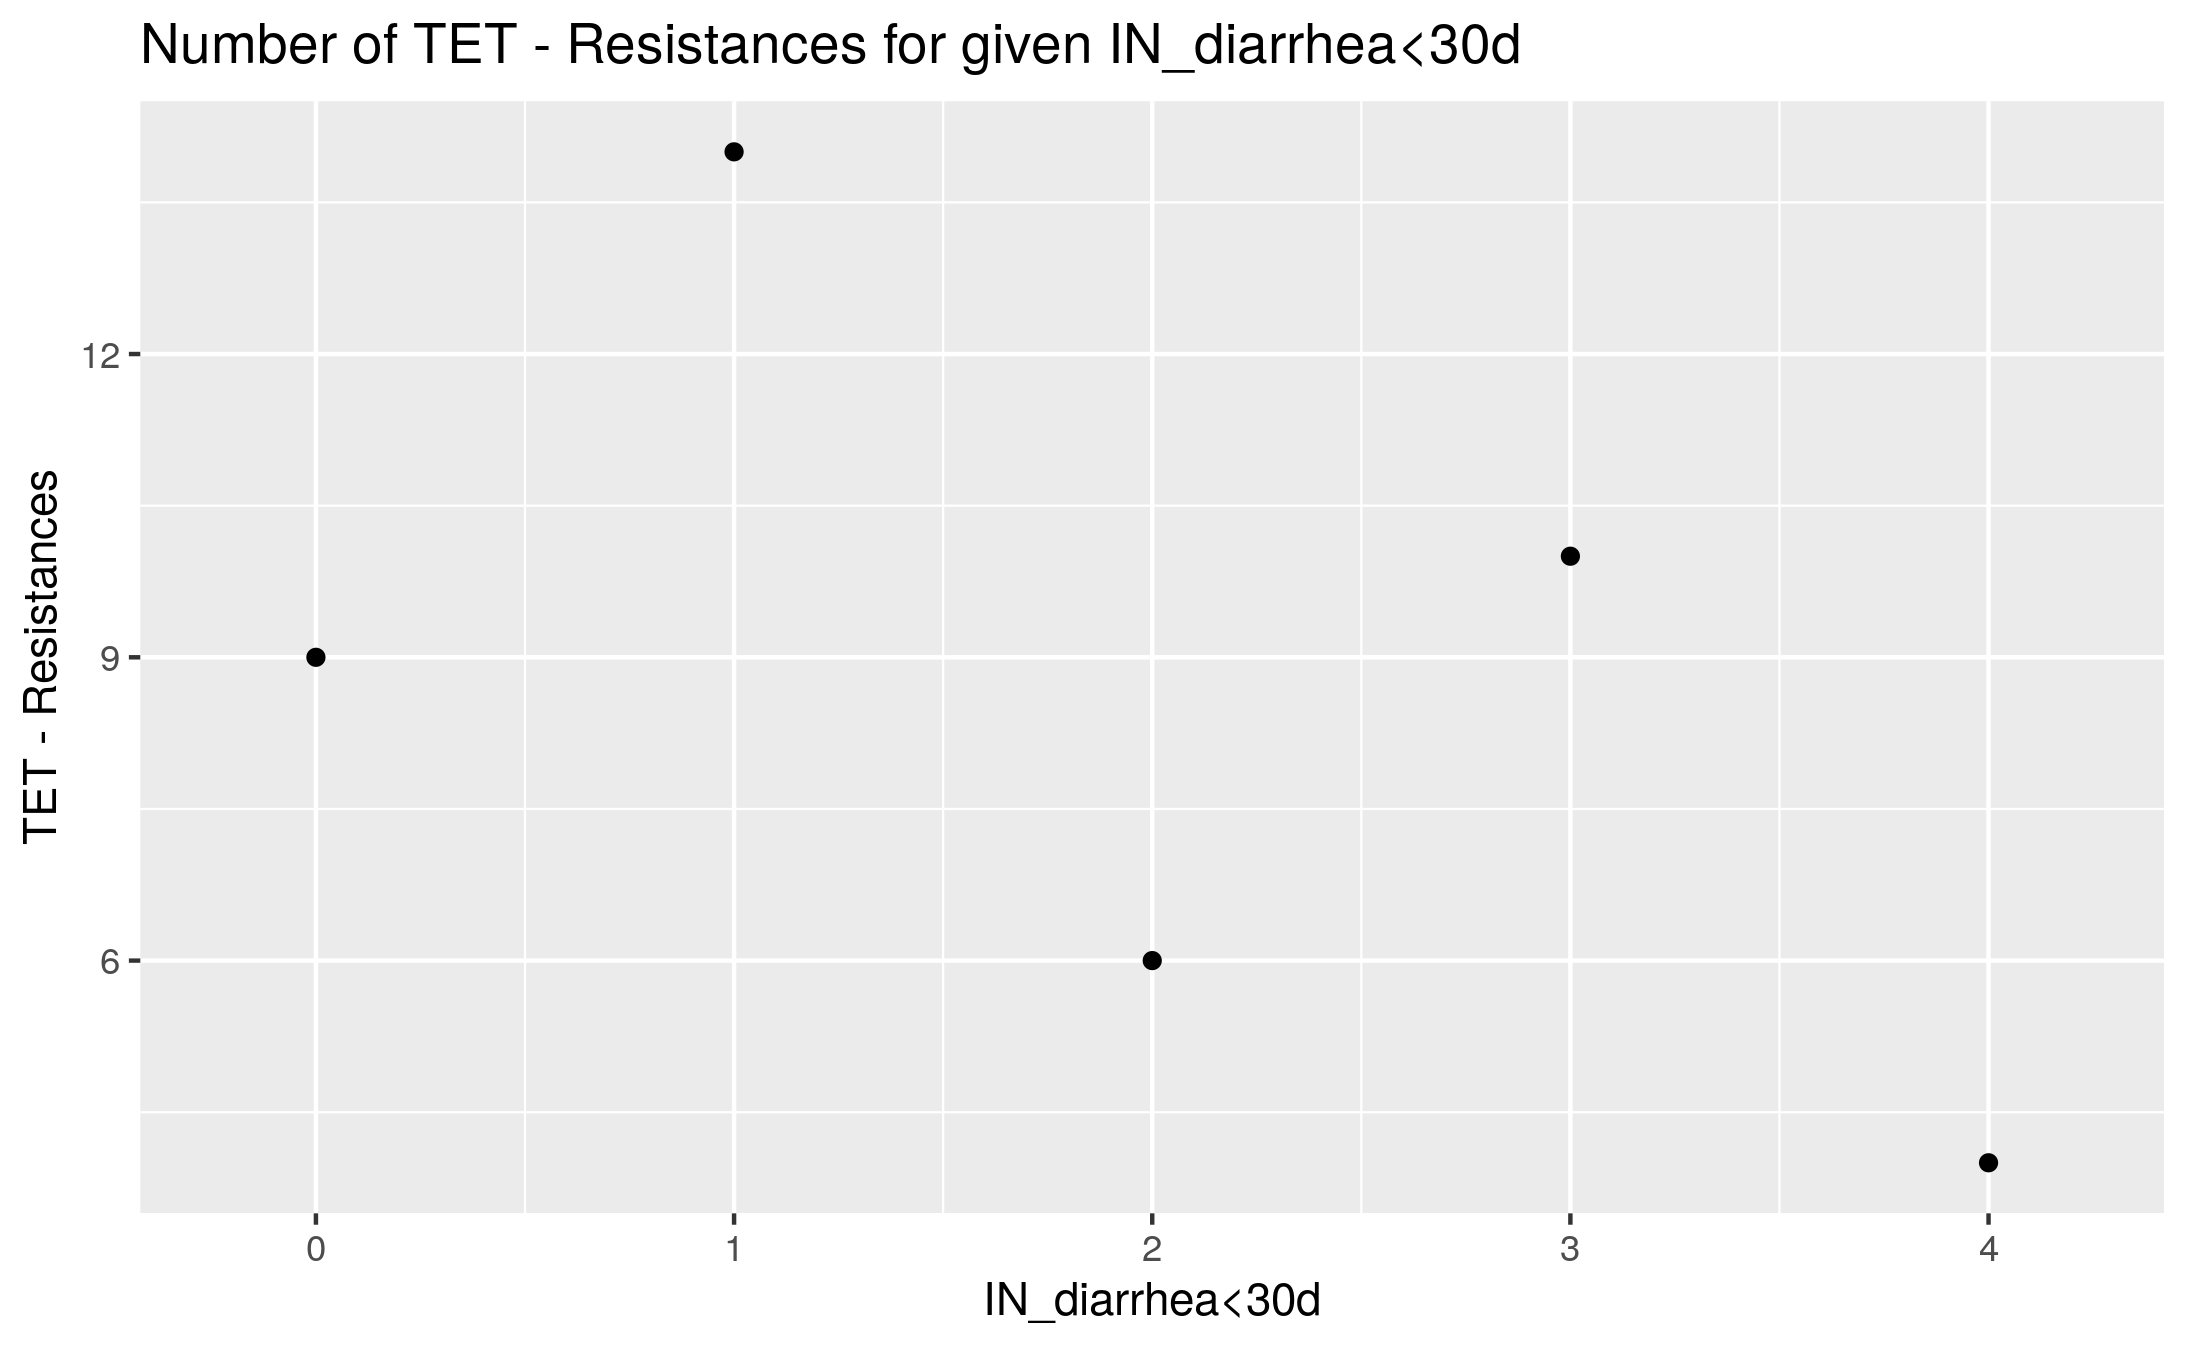 Number of TET - Resistances for given IN_diarrhea<30d
TET - Resistances
12
9
6
0 1 2 3 4
IN_diarrhea<30d